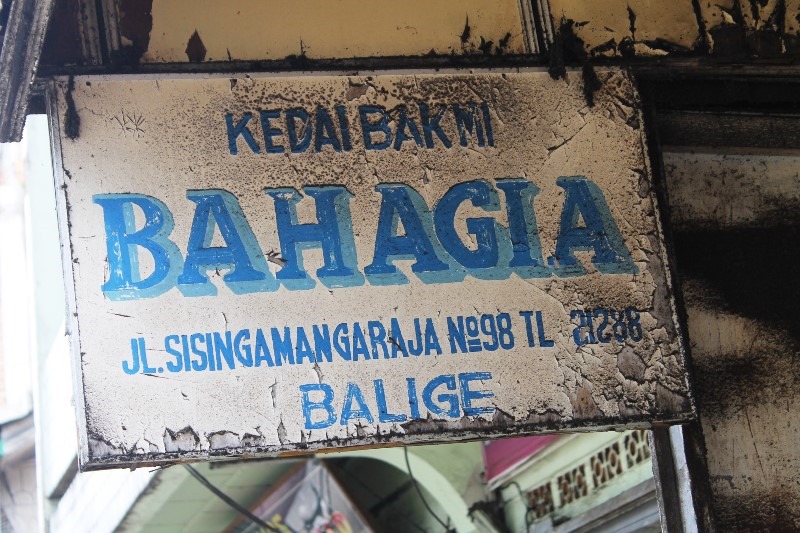 KEDAI BAKMI
BAHAGIA
JL.SISINGAMANGARAJA No98 TL 21288
BALIGE